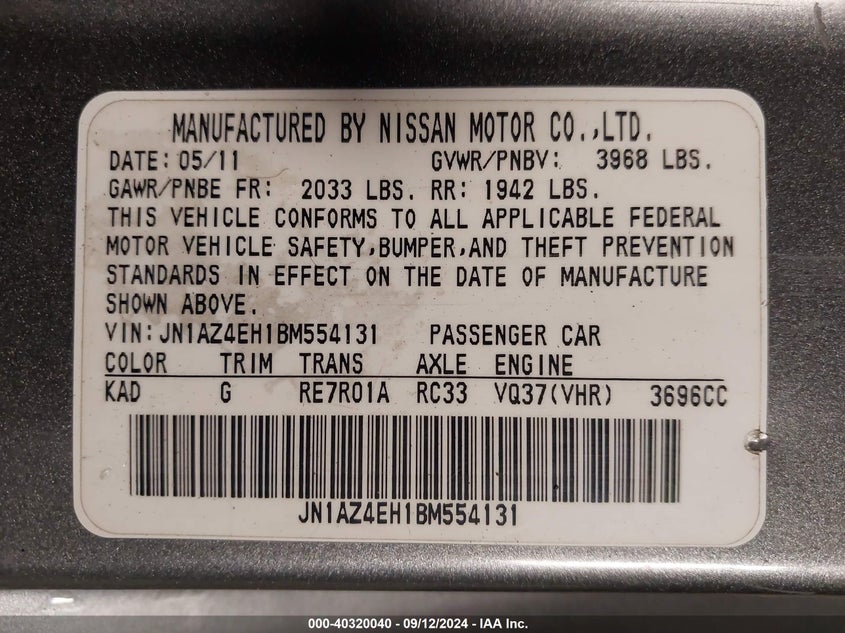 MANUFACTURED BY NISSAN MOTOR CO.,LTD.
DATE: 05/11 GVWR/PNBV: 3968 LBS.
GAWR/PNBE FR: 2033 LBS. RR: 1942 LBS.
THIS VEHICLE CONFORMS TO ALL APPLICABLE FEDERAL
MOTOR VEHICLE SAFETY,BUMPER,AND THEFT PREVENTION
STANDARDS IN EFFECT ON THE DATE OF MANUFACTURE
SHOWN ABOVE.
VIN:JN1AZ4EH1BM554131 PASSENGER CAR
COLOR TRIM TRANS AXLE ENGINE
KAD G RE7R01A RC33 VQ37(VHR) 3696CC
JN1AZ4EH1BM554131
000-40320040 - 09/12/2024 - IAA Inc.